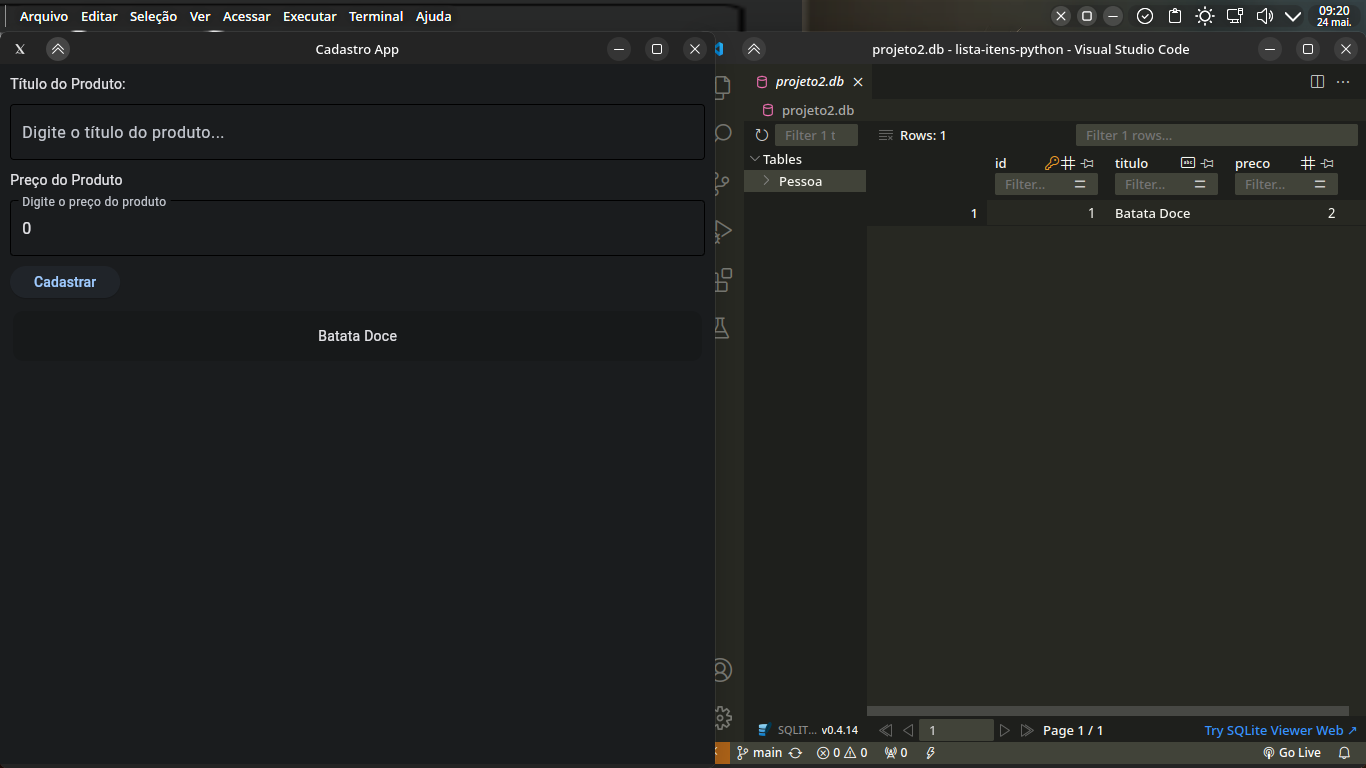 Arquivo Editar Seleção Ver Acessar Executar Terminal Ajuda
09:20
24 mai.
Cadastro App
Título do Produto:
Digite o título do produto...
Preço do Produto
Digite o preço do produto
0
Cadastrar
Batata Doce
projeto2.db - lista-itens-python - Visual Studio Code
projeto2.db
projeto2.db
Filter 1 t
Rows: 1
Filter 1 rows...
Tables
Pessoa
id titulo preco
Filter... Filter... Filter...
1 1 Batata Doce 2
SQLIT... v0.4.14
1
Page 1 / 1
Try SQLite Viewer Web ↗
main 0 0 0 Go Live